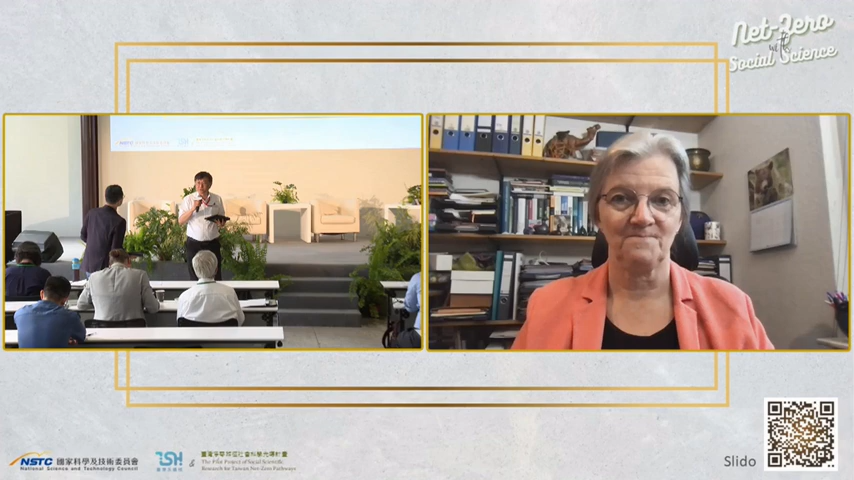 Net-Zero
with
Social Science
NSTC
NSTC 國家科學及技術委員會
National Science and Technology Council
TSH
&
The Pilot Project of Social Scientific
Research for Taiwan Net-Zero Pathways
Slido